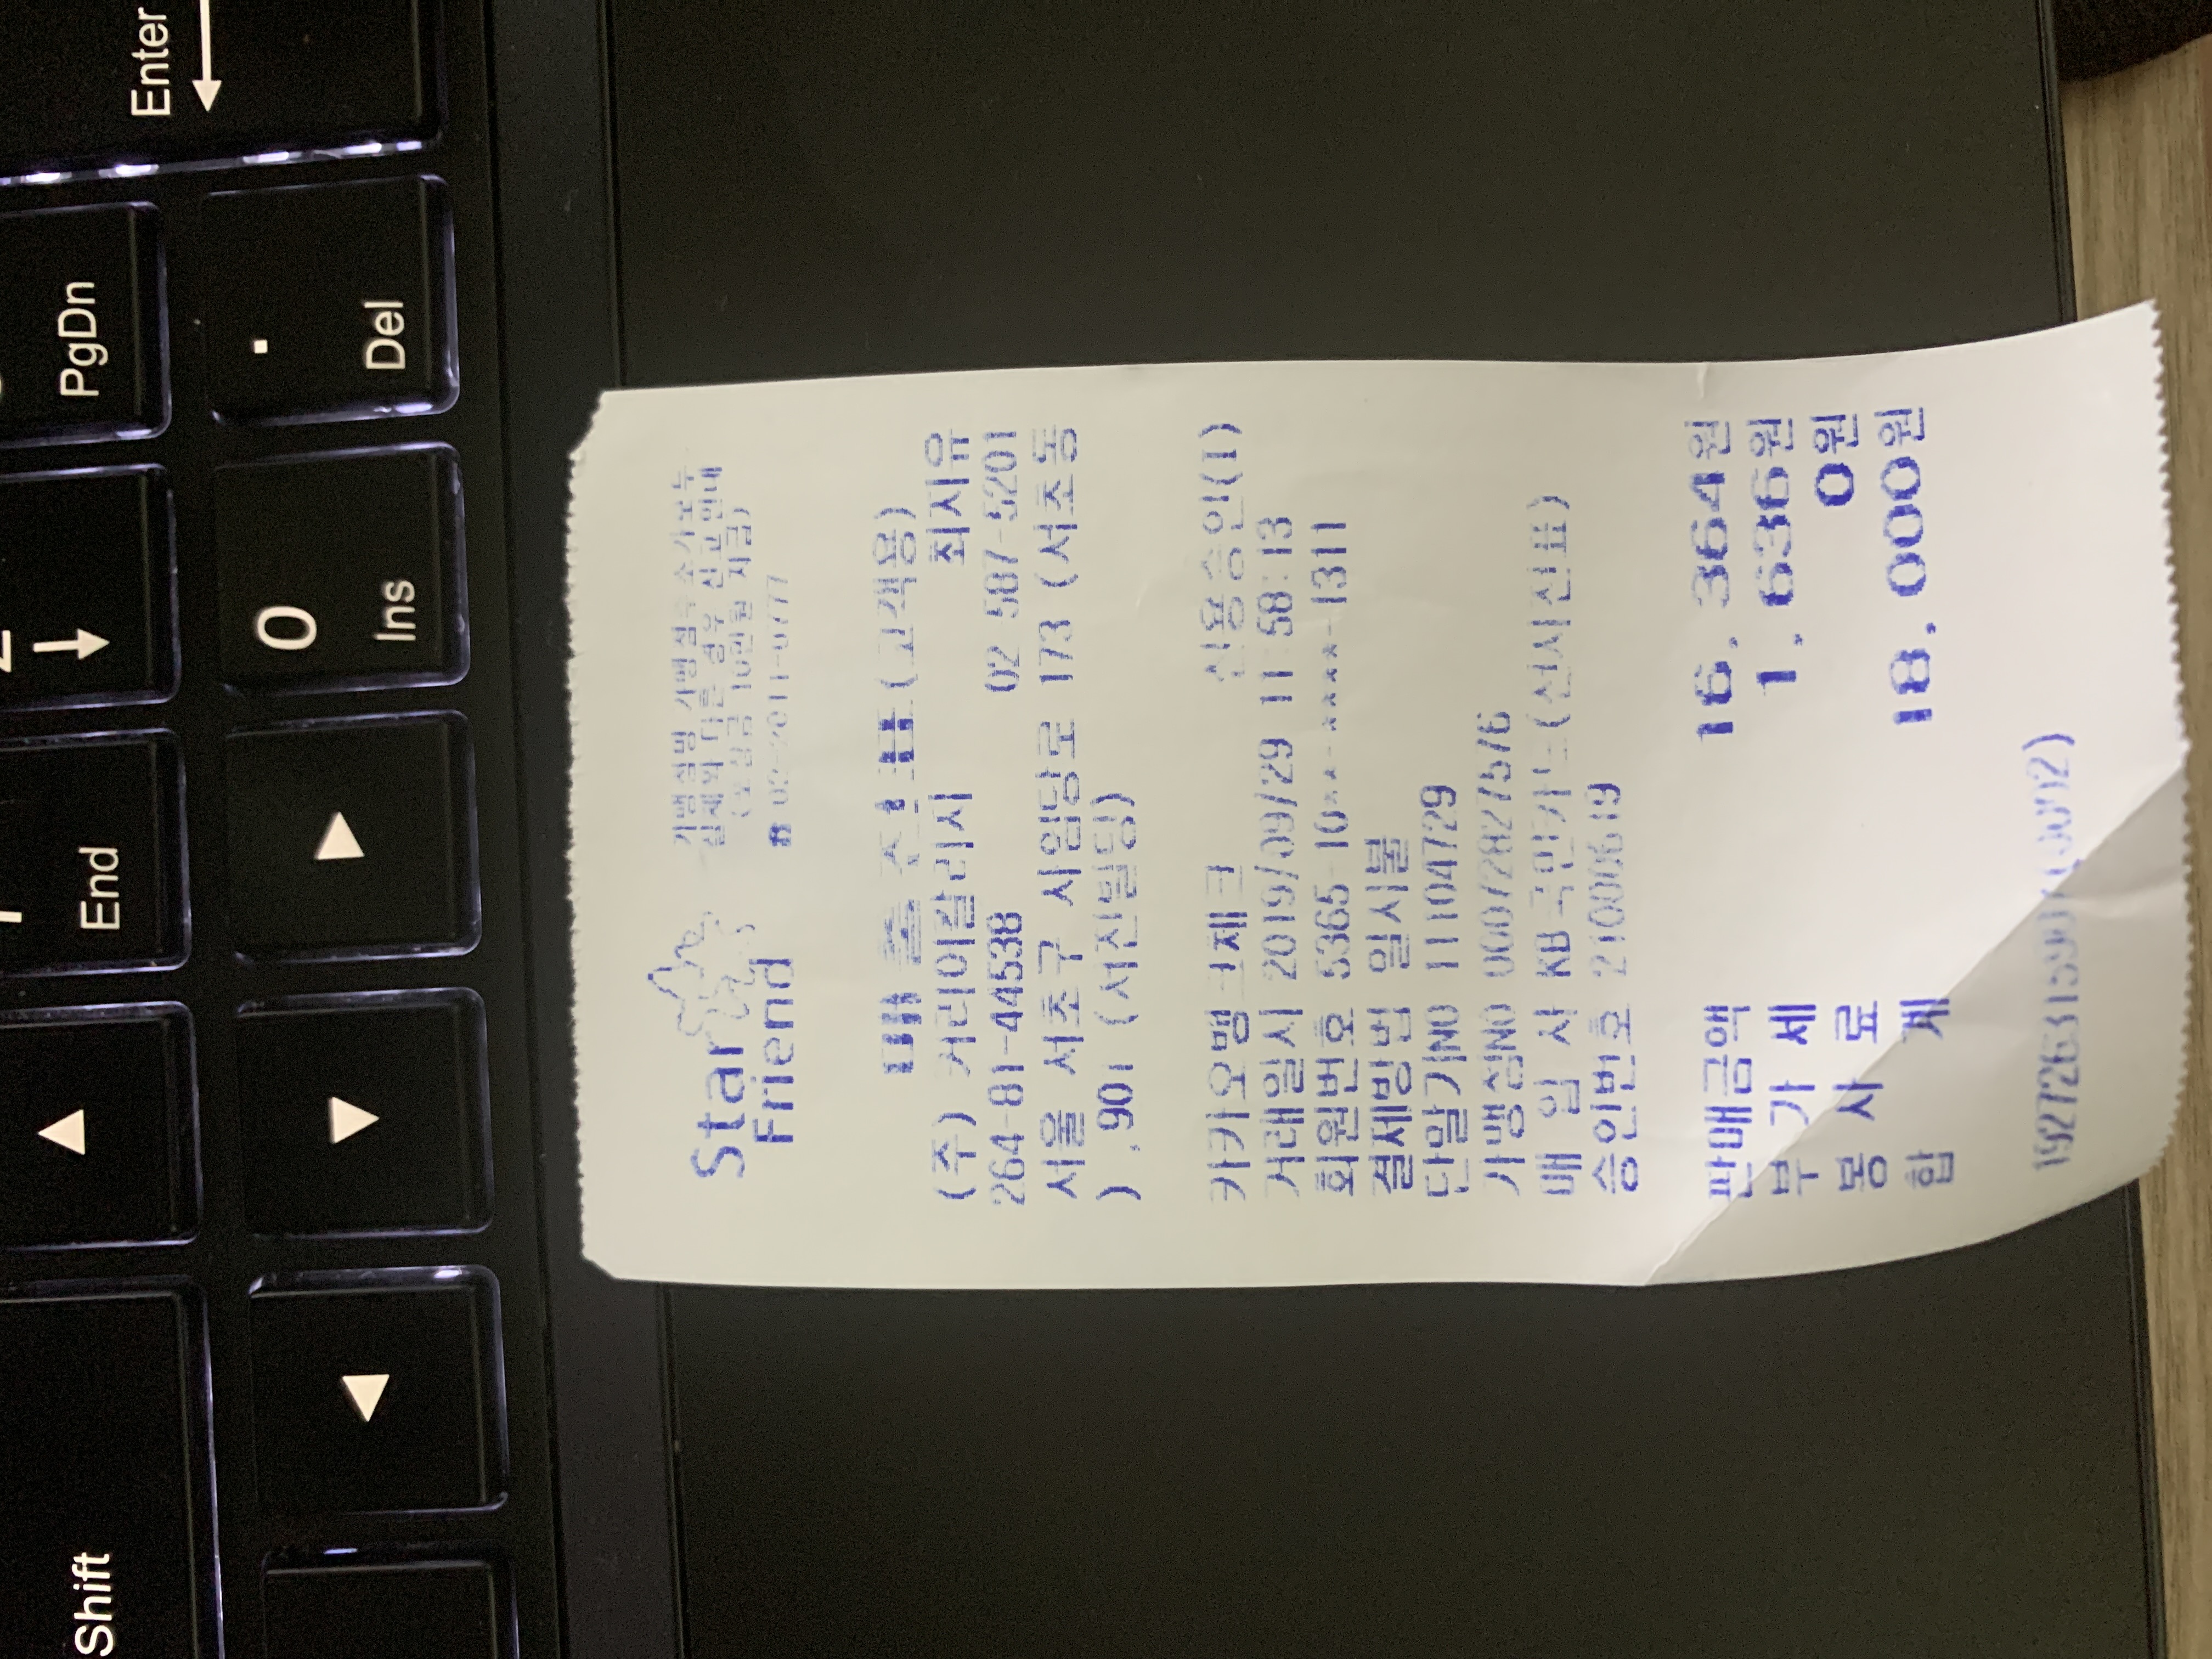 Shift
End
PgDn
Enter
0
Ins
Del
Star
Friend
가맹점명 가맹점주소가모두
실제와 다른 경우 신고안내
(포상금 10만원 지급)
☎ 02-2011-0777
매출전표(고객용)
(주) 커리어칼리지 최지유
264-81-44538 02 587-5201
서울 서초구 사임당로 173 (서초동
) ,901 (서진빌딩)
카카오뱅크체크 신용승인(I)
거래일시 2019/09/29 11:58:13
회원번호 5365-10**-****-1311
결제방법 일시불
단말기NO 11104729
가맹점NO 00072827576
매 입 사 KB국민카드(전자전표)
승인번호 21000619
판매금액 16,364원
부 가 세 1,636원
봉 사 료 0원
합 계 18,000원
(0002)